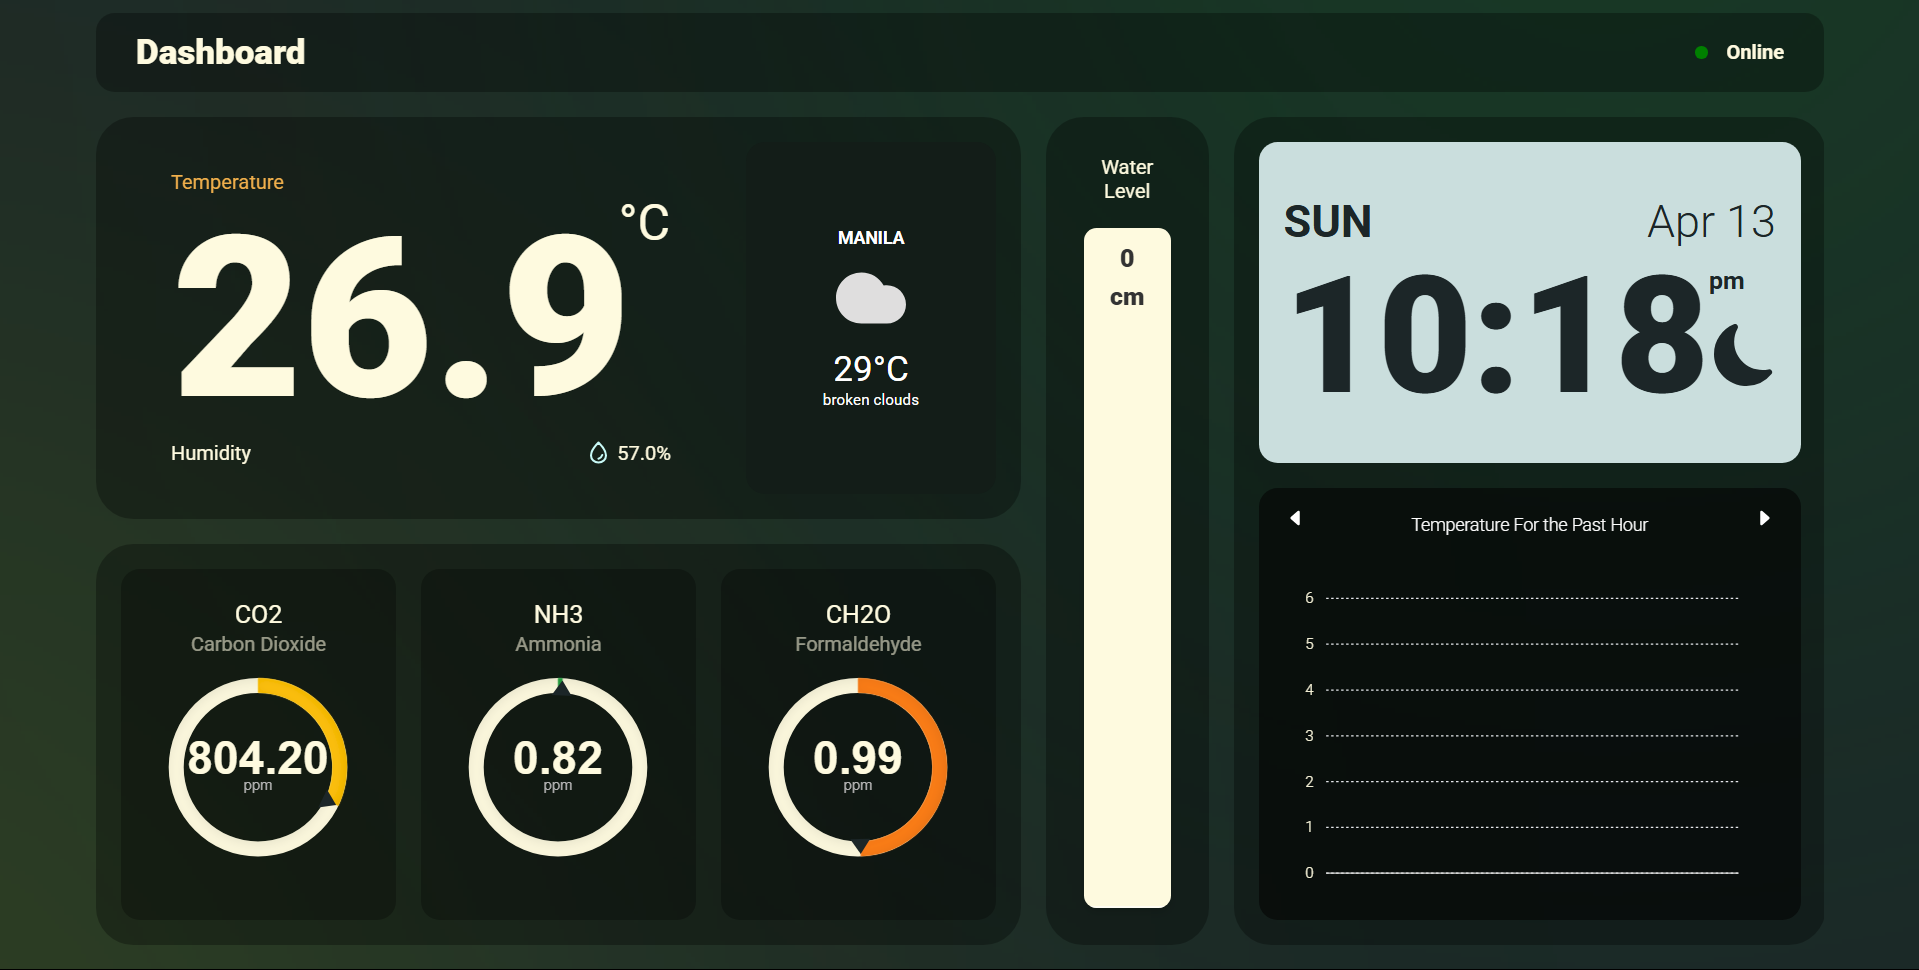 Dashboard
Online
Temperature
26.9 °C
Humidity
57.0%
MANILA
29°C
broken clouds
CO2
Carbon Dioxide
804.20
ppm
NH3
Ammonia
0.82
ppm
CH2O
Formaldehyde
0.99
ppm
Water
Level
0
cm
SUN
Apr 13
10:18 pm
Temperature For the Past Hour
6
5
4
3
2
1
0